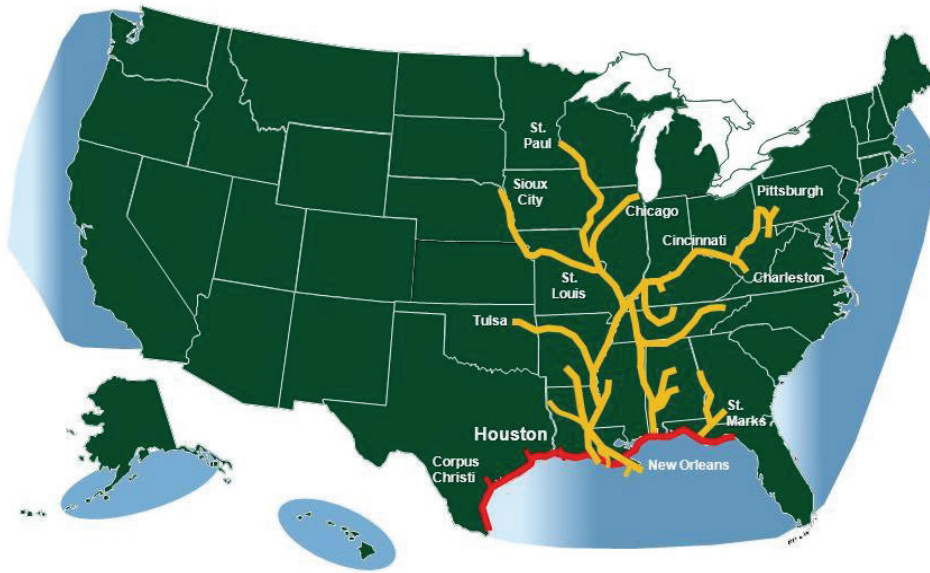 St.
Paul
Sioux
City
Chicago
Pittsburgh
Cincinnati
Charleston
St.
Louis
Tulsa
St.
Marks
Houston
Corpus
Christi
New Orleans